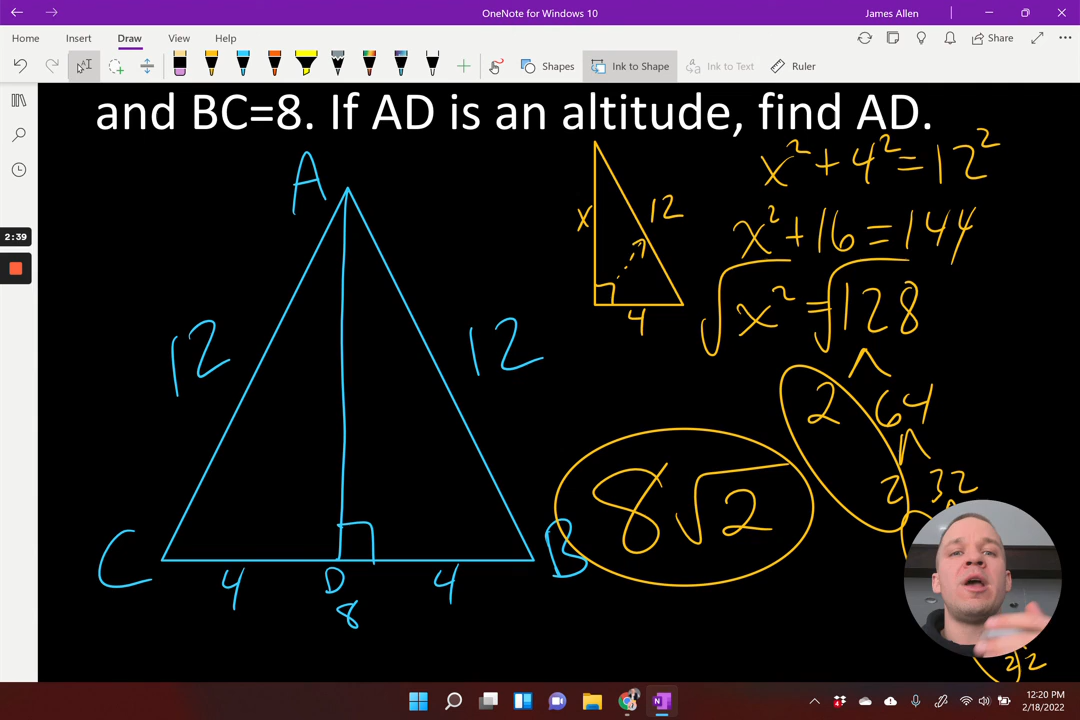 OneNote for Windows 10
James Allen
Home Insert Draw View Help
Share
Shapes
Ink to Shape
Ink to Text
Ruler
and BC=8. If AD is an altitude, find AD.
x² + 4² = 12²
x² + 16 = 144
√x² = √128
2 64
2 32
2 2
x 12
4
8√2
A
12 12
C D B
4 4
8
2:39
12:20 PM
2/18/2022